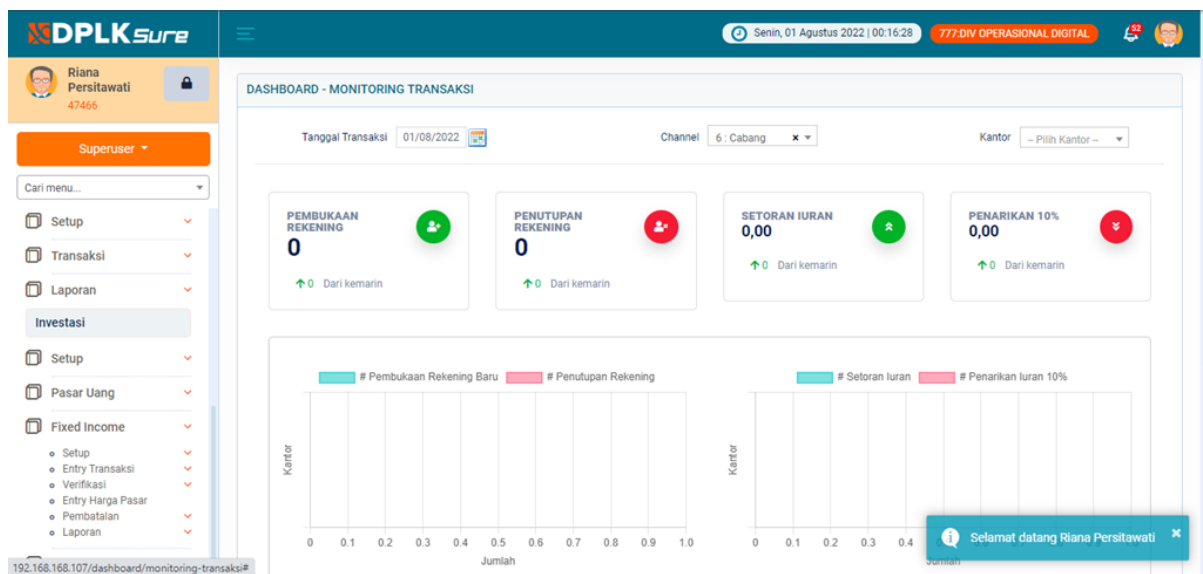 DPLKSure
Senin, 01 Agustus 2022 | 00:16:28
777:DIV OPERASIONAL DIGITAL
52
Riana
Persitawati
47466
Superuser
Cari menu...
Setup
Transaksi
Laporan
Investasi
Setup
Pasar Uang
Fixed Income
Setup
Entry Transaksi
Verifikasi
Entry Harga Pasar
Pembatalan
Laporan
192.168.168.107/dashboard/monitoring-transaksi#
DASHBOARD - MONITORING TRANSAKSI
Tanggal Transaksi 01/08/2022
Channel 6 : Cabang
Kantor -- Pilih Kantor --
PEMBUKAAN
REKENING
0
0 Dari kemarin
PENUTUPAN
REKENING
0
0 Dari kemarin
SETORAN IURAN
0,00
0 Dari kemarin
PENARIKAN 10%
0,00
0 Dari kemarin
# Pembukaan Rekening Baru # Penutupan Rekening
Kantor
0 0.1 0.2 0.3 0.4 0.5 0.6 0.7 0.8 0.9 1.0
Jumlah
# Setoran Iuran # Penarikan Iuran 10%
Kantor
0 0.1 0.2 0.3 0.4
Jumlah
Selamat datang Riana Persitawati